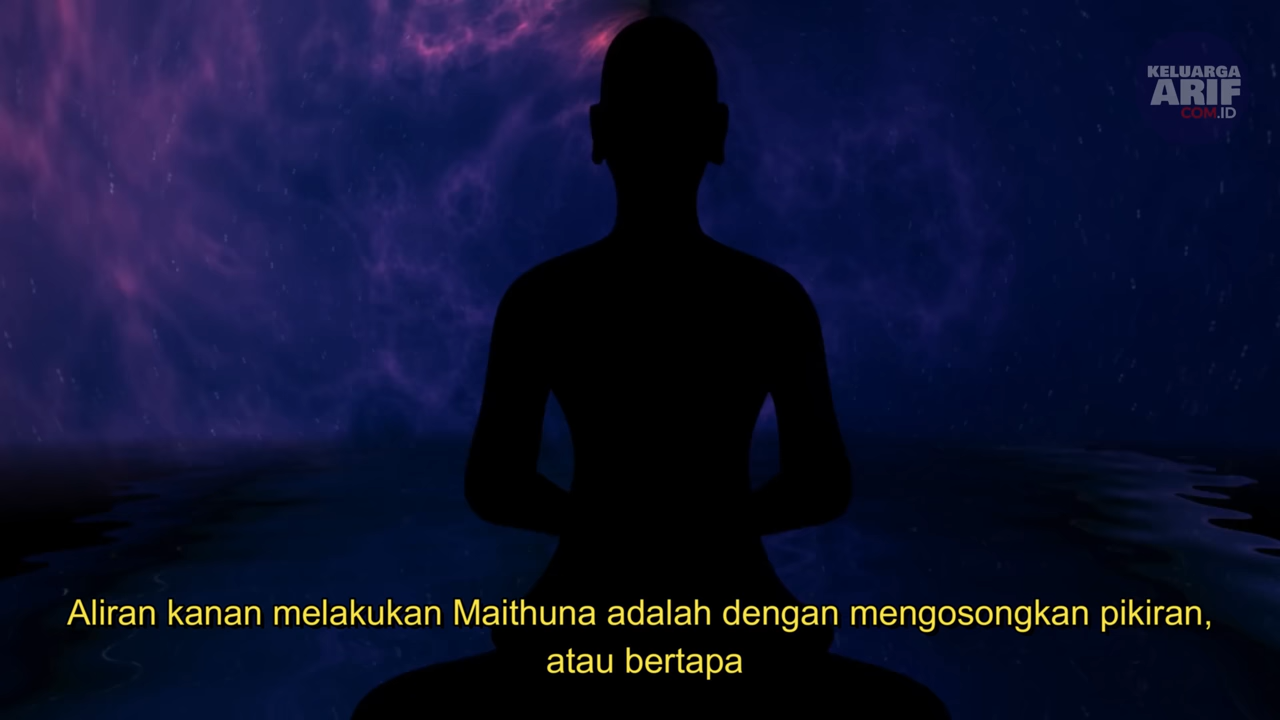 KELUARGA
ARIF
COM.ID
Aliran kanan melakukan Maithuna adalah dengan mengosongkan pikiran,
atau bertapa